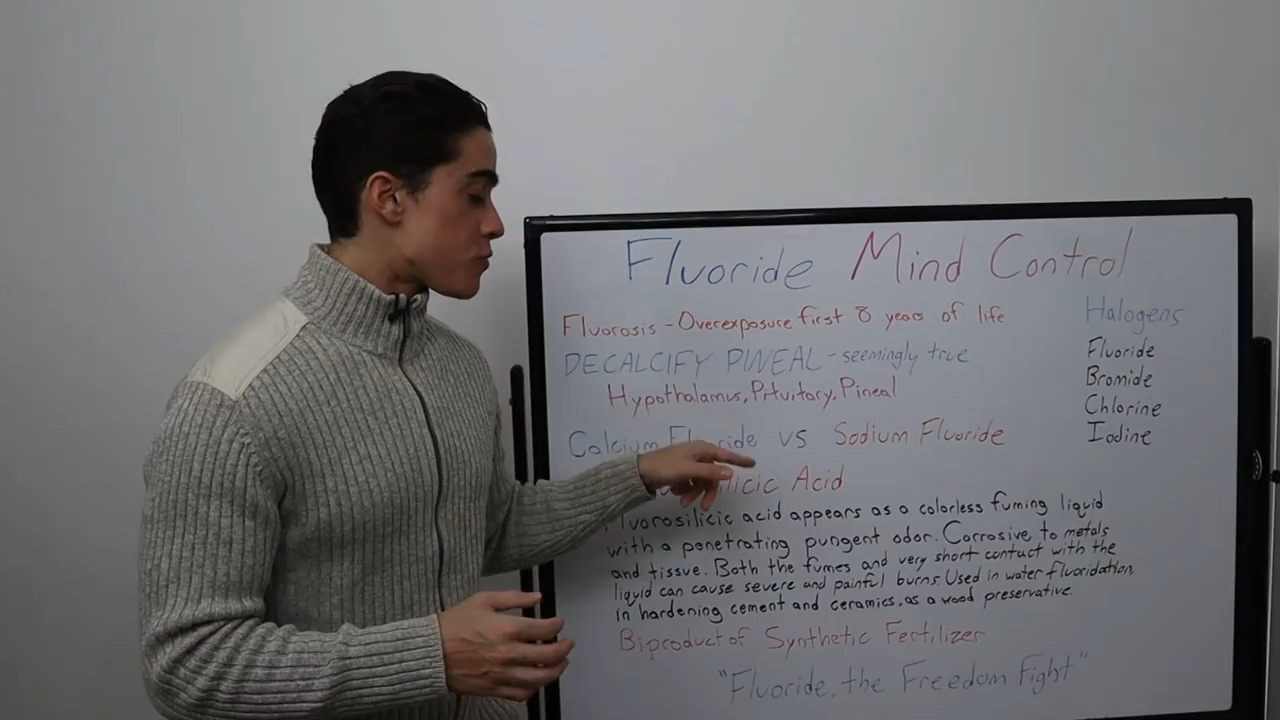 Fluoride Mind Control
Fluorosis - Overexposure first 8 years of life
DECALCIFY PINEAL - seemingly true
Hypothalamus, Pituitary, Pineal
Calcium Fluoride vs Sodium Fluoride
Acid
Fluorosilicic acid appears as a colorless fuming liquid
with a penetrating pungent odor. Corrosive to metals
and tissue. Both the fumes and very short contact with the
liquid can cause severe and painful burns. Used in water fluoridation,
in hardening cement and ceramics, as a wood preservative.
Biproduct of Synthetic Fertilizer
"Fluoride, the Freedom Fight"
Halogens
Fluoride
Bromide
Chlorine
Iodine